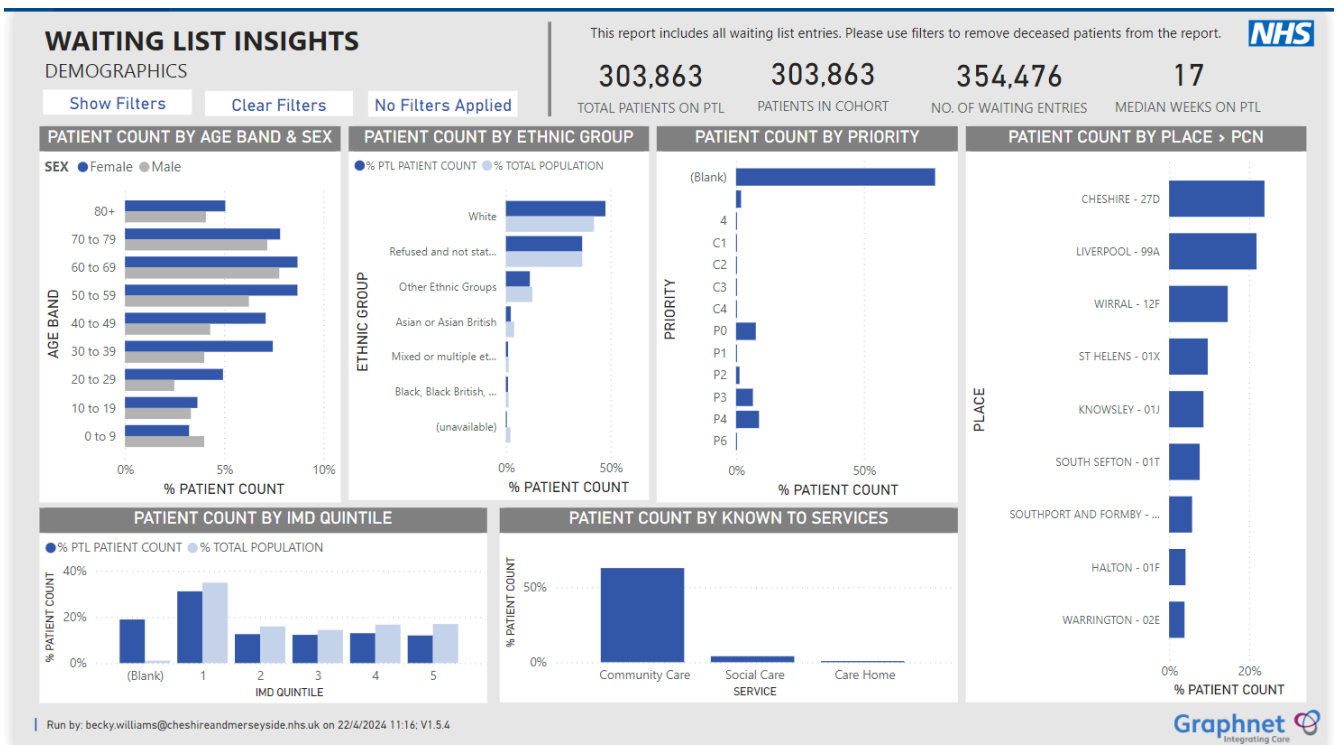 WAITING LIST INSIGHTS
DEMOGRAPHICS
Show Filters
Clear Filters
No Filters Applied
This report includes all waiting list entries. Please use filters to remove deceased patients from the report.
NHS
303,863
TOTAL PATIENTS ON PTL
303,863
PATIENTS IN COHORT
354,476
NO. OF WAITING ENTRIES
17
MEDIAN WEEKS ON PTL
PATIENT COUNT BY AGE BAND & SEX
SEX Female Male
AGE BAND
80+
70 to 79
60 to 69
50 to 59
40 to 49
30 to 39
20 to 29
10 to 19
0 to 9
0% 5% 10%
% PATIENT COUNT
PATIENT COUNT BY ETHNIC GROUP
% PTL PATIENT COUNT % TOTAL POPULATION
ETHNIC GROUP
White
Refused and not stat...
Other Ethnic Groups
Asian or Asian British
Mixed or multiple et...
Black, Black British, ...
(unavailable)
0% 50%
% PATIENT COUNT
PATIENT COUNT BY PRIORITY
PRIORITY
(Blank)
4
C1
C2
C3
C4
P0
P1
P2
P3
P4
P6
0% 50%
% PATIENT COUNT
PATIENT COUNT BY PLACE > PCN
PLACE
CHESHIRE - 27D
LIVERPOOL - 99A
WIRRAL - 12F
ST HELENS - 01X
KNOWSLEY - 01J
SOUTH SEFTON - 01T
SOUTHPORT AND FORMBY - ...
HALTON - 01F
WARRINGTON - 02E
0% 20%
% PATIENT COUNT
PATIENT COUNT BY IMD QUINTILE
% PTL PATIENT COUNT % TOTAL POPULATION
% PATIENT COUNT
40%
20%
0%
(Blank) 1 2 3 4 5
IMD QUINTILE
PATIENT COUNT BY KNOWN TO SERVICES
% PATIENT COUNT
50%
0%
Community Care Social Care Care Home
SERVICE
Run by: becky.williams@cheshireandmerseyside.nhs.uk on 22/4/2024 11:16; V1.5.4
Graphnet
Integrating Care